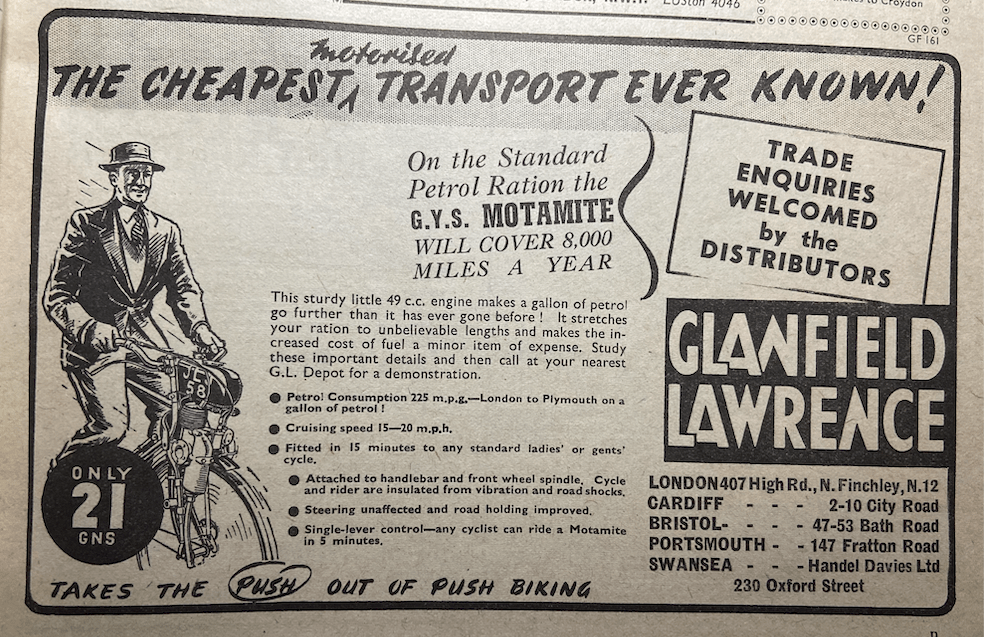 EUSton 4046
to Croydon
GF 161
motorised
THE CHEAPEST, TRANSPORT EVER KNOWN!
On the Standard
Petrol Ration the
G.Y.S. MOTAMITE
WILL COVER 8,000
MILES A YEAR
TRADE
ENQUIRIES
WELCOMED
by the
DISTRIBUTORS
This sturdy little 49 c.c. engine makes a gallon of petrol
go further than it has ever gone before! It stretches
your ration to unbelievable lengths and makes the in-
creased cost of fuel a minor item of expense. Study
these important details and then call at your nearest
G.L. Depot for a demonstration.
● Petrol Consumption 225 m.p.g.—London to Plymouth on a
gallon of petrol!
● Cruising speed 15—20 m.p.h.
● Fitted in 15 minutes to any standard ladies' or gents'
cycle.
● Attached to handlebar and front wheel spindle. Cycle
and rider are insulated from vibration and road shocks.
● Steering unaffected and road holding improved.
● Single-lever control—any cyclist can ride a Motamite
in 5 minutes.
JL
58
ONLY
21
GNS
TAKES THE PUSH OUT OF PUSH BIKING
GLANFIELD
LAWRENCE
LONDON 407 High Rd., N. Finchley, N.12
CARDIFF - - - 2-10 City Road
BRISTOL- - - 47-53 Bath Road
PORTSMOUTH - - 147 Fratton Road
SWANSEA - - - Handel Davies Ltd
230 Oxford Street